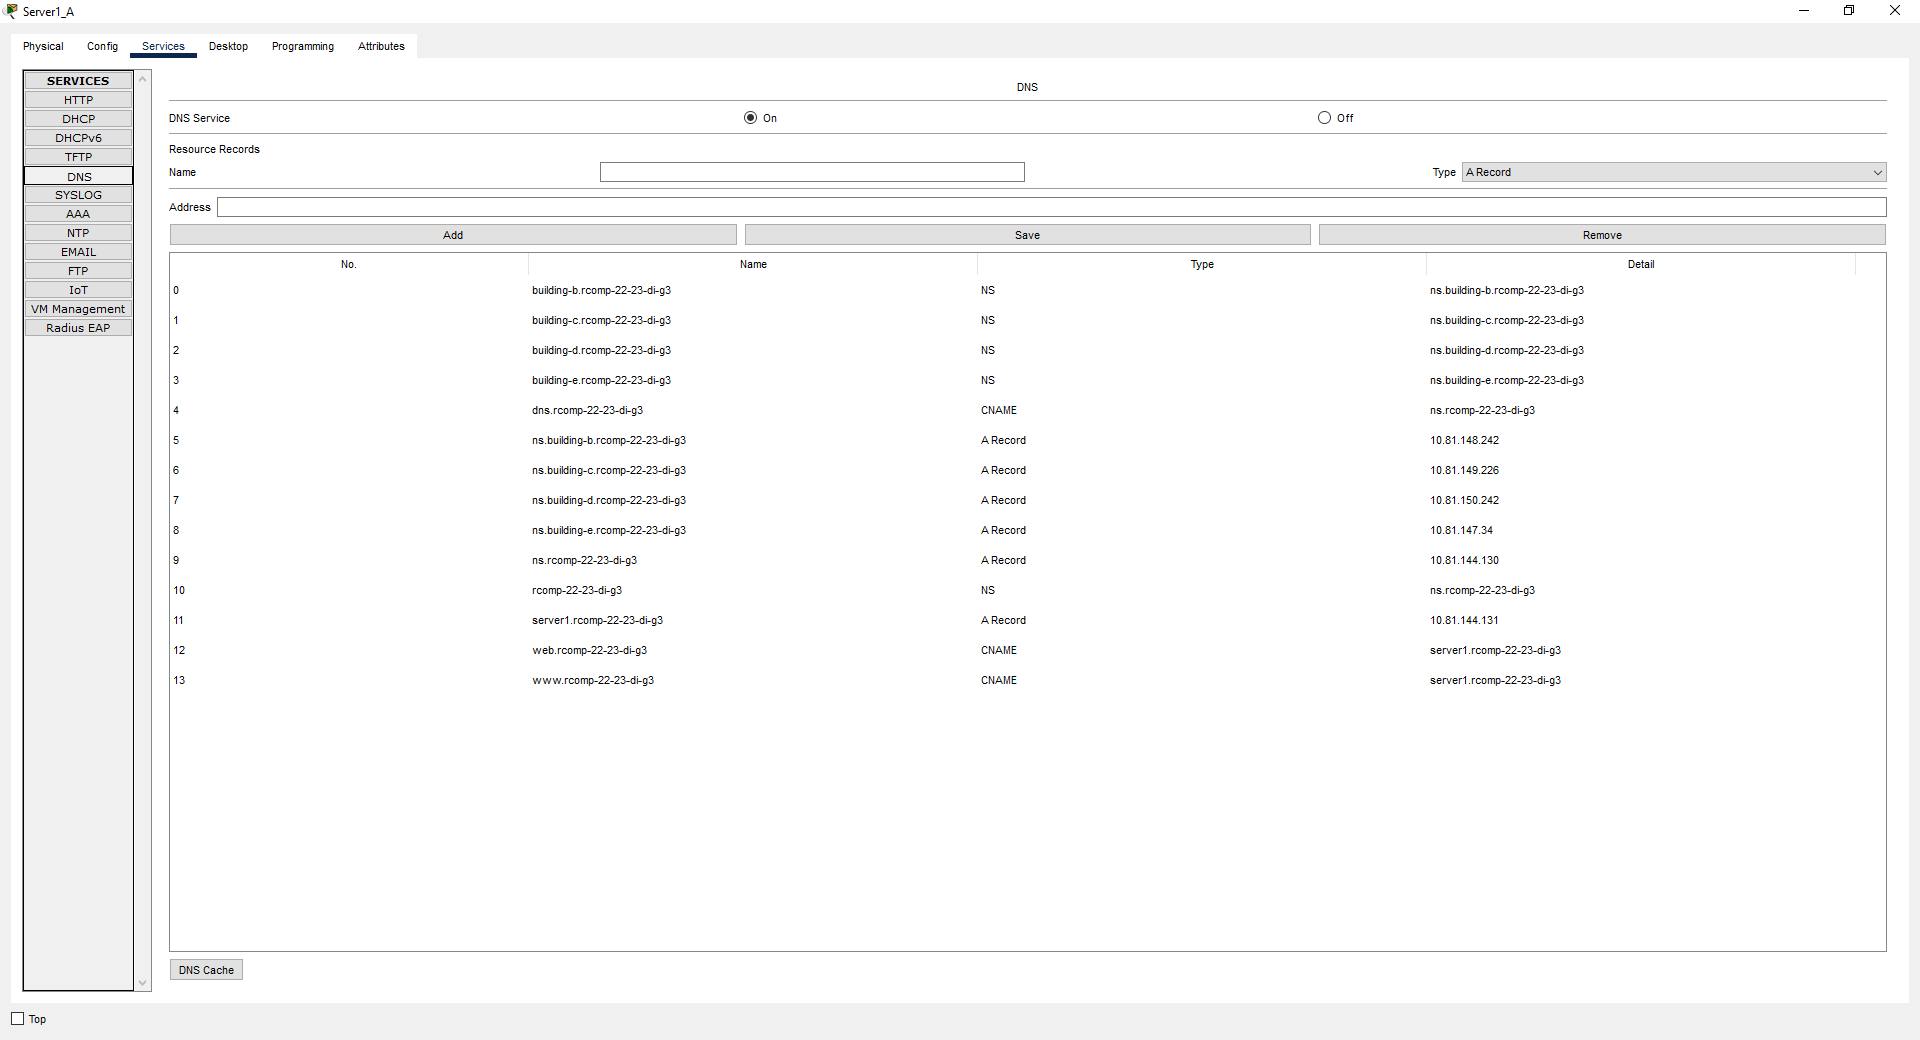 Server1_A
Physical Config Services Desktop Programming Attributes
SERVICES
HTTP
DHCP
DHCPv6
TFTP
DNS
SYSLOG
AAA
NTP
EMAIL
FTP
IoT
VM Management
Radius EAP
DNS
DNS Service On Off
Resource Records
Name Type A Record
Address
Add Save Remove
No. Name Type Detail
0 building-b.rcomp-22-23-di-g3 NS ns.building-b.rcomp-22-23-di-g3
1 building-c.rcomp-22-23-di-g3 NS ns.building-c.rcomp-22-23-di-g3
2 building-d.rcomp-22-23-di-g3 NS ns.building-d.rcomp-22-23-di-g3
3 building-e.rcomp-22-23-di-g3 NS ns.building-e.rcomp-22-23-di-g3
4 dns.rcomp-22-23-di-g3 CNAME ns.rcomp-22-23-di-g3
5 ns.building-b.rcomp-22-23-di-g3 A Record 10.81.148.242
6 ns.building-c.rcomp-22-23-di-g3 A Record 10.81.149.226
7 ns.building-d.rcomp-22-23-di-g3 A Record 10.81.150.242
8 ns.building-e.rcomp-22-23-di-g3 A Record 10.81.147.34
9 ns.rcomp-22-23-di-g3 A Record 10.81.144.130
10 rcomp-22-23-di-g3 NS ns.rcomp-22-23-di-g3
11 server1.rcomp-22-23-di-g3 A Record 10.81.144.131
12 web.rcomp-22-23-di-g3 CNAME server1.rcomp-22-23-di-g3
13 www.rcomp-22-23-di-g3 CNAME server1.rcomp-22-23-di-g3
DNS Cache
Top